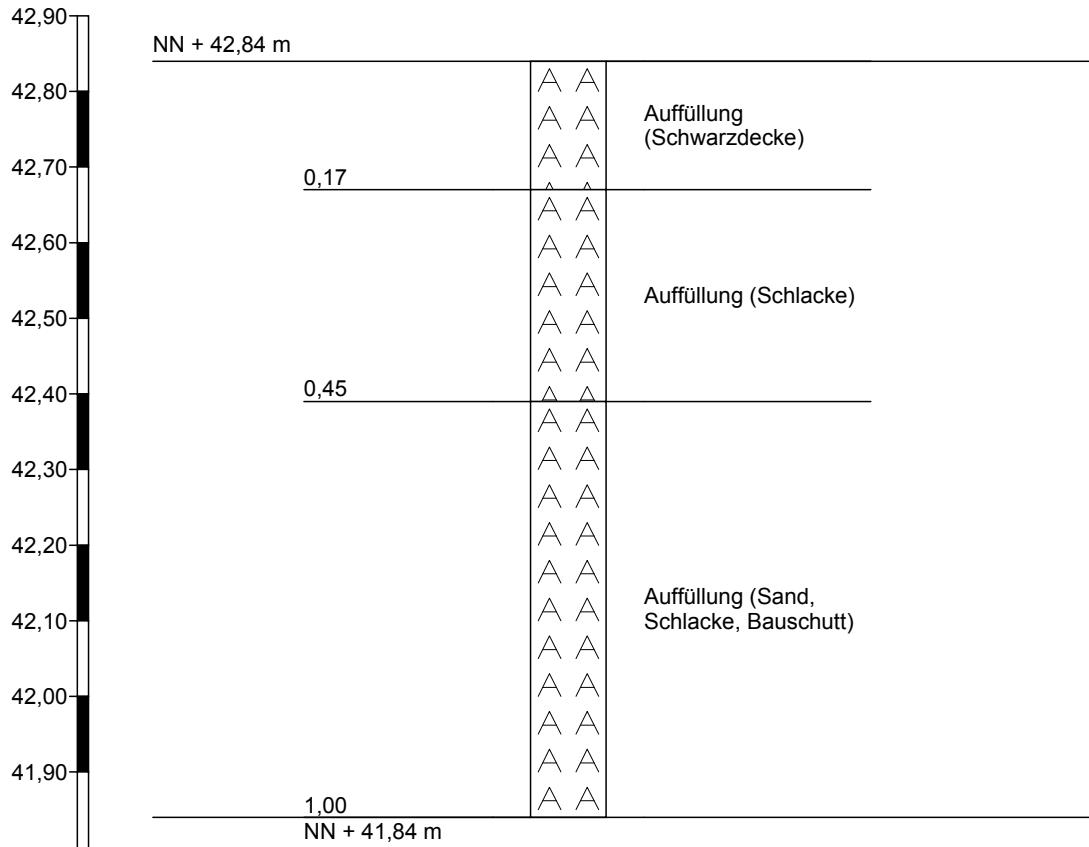 42,90
NN + 42,84 m
42,80
Auffüllung
(Schwarzdecke)
42,70
0,17
42,60
Auffüllung (Schlacke)
42,50
42,40
0,45
42,30
42,20
Auffüllung (Sand,
Schlacke, Bauschutt)
42,10
42,00
41,90
1,00
NN + 41,84 m